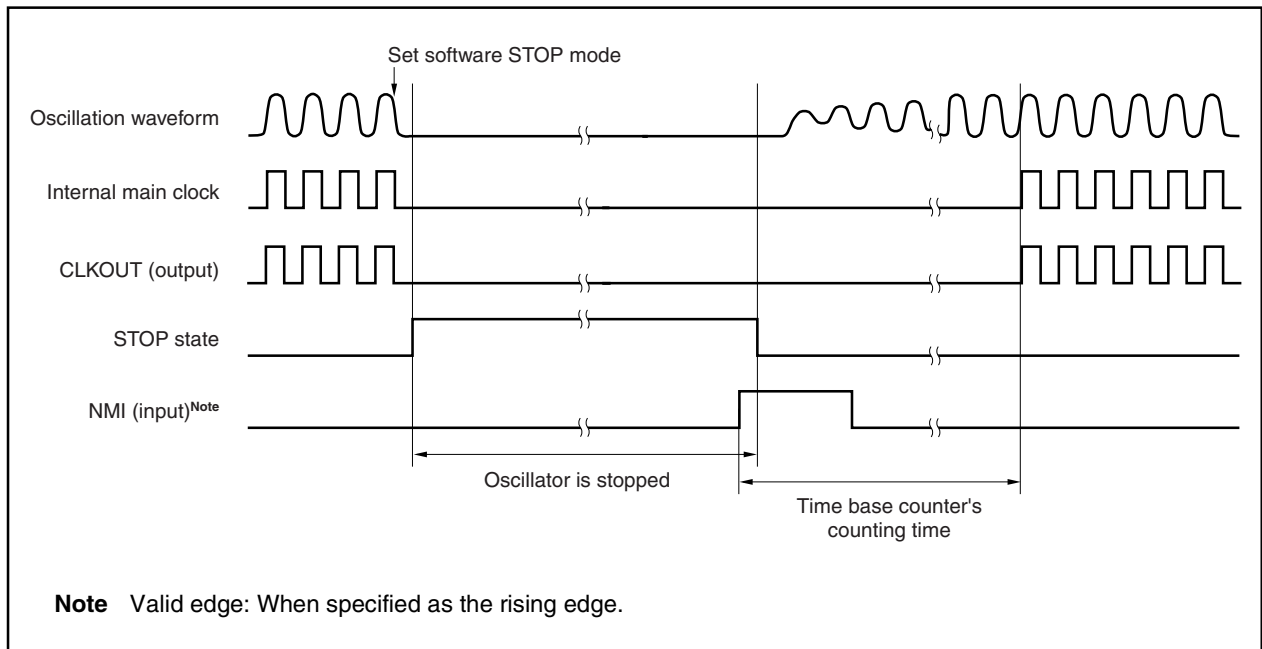 Set software STOP mode
Oscillation waveform
Internal main clock
CLKOUT (output)
STOP state
NMI (input)Note
Oscillator is stopped
Time base counter's
counting time
Note Valid edge: When specified as the rising edge.